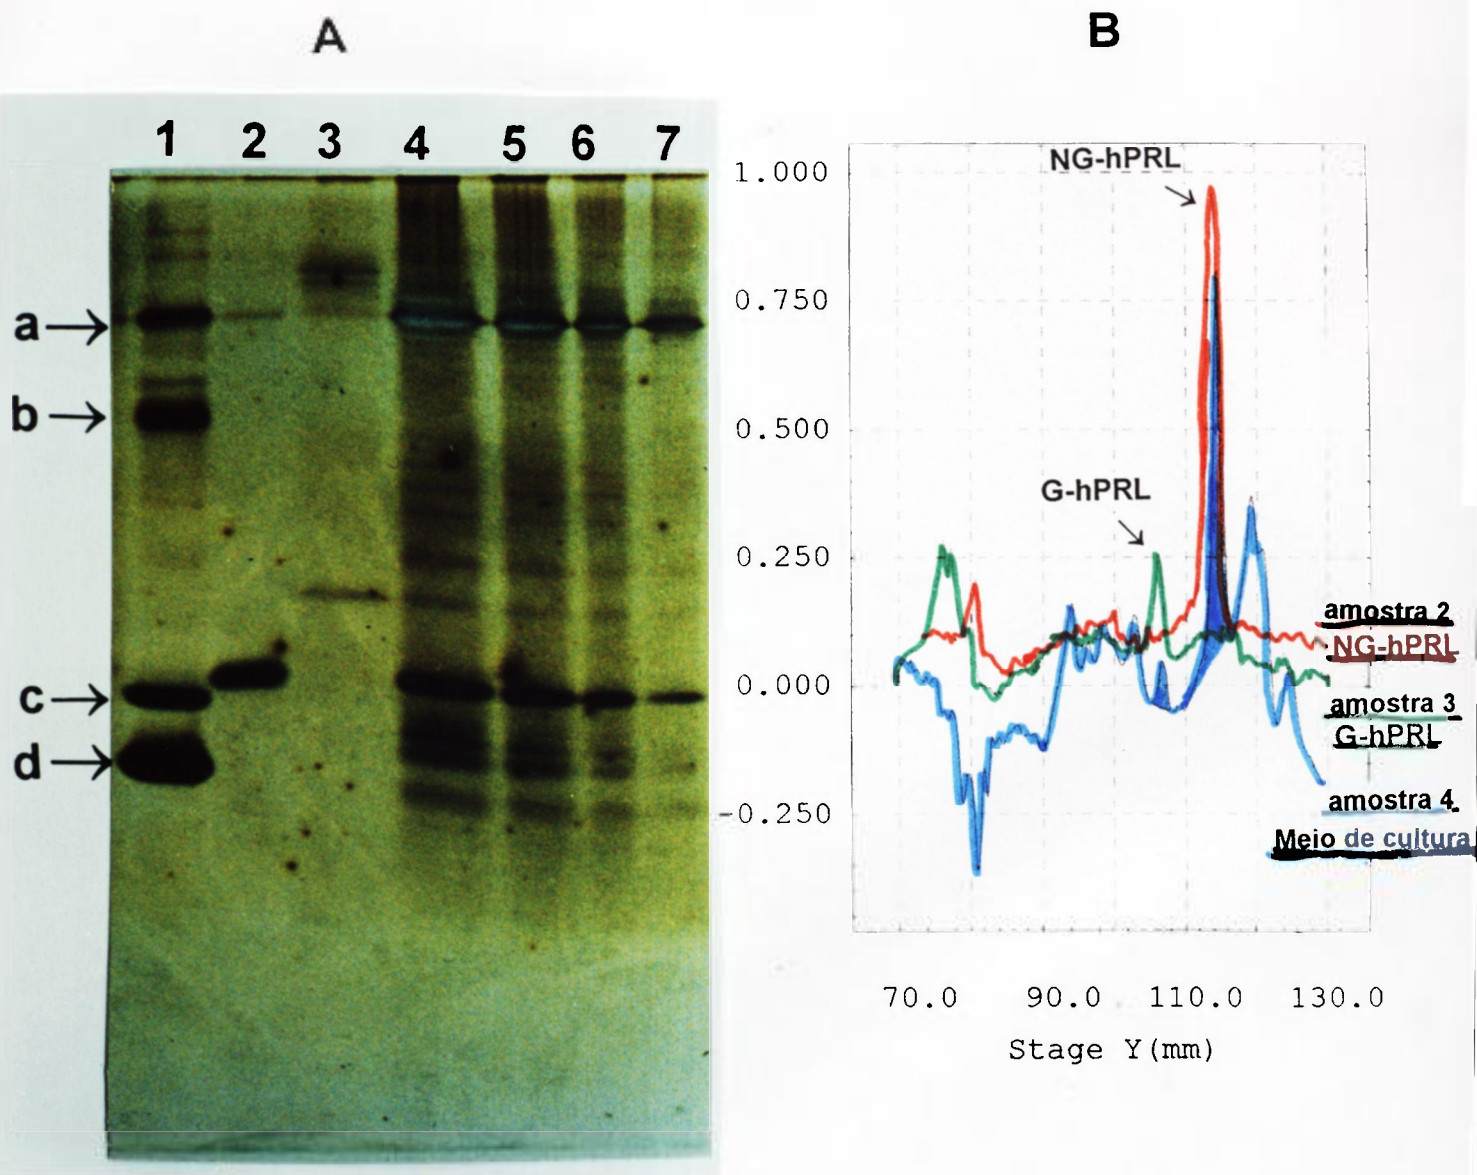 A
B
1 2 3 4 5 6 7
a
b
c
d
1.000
0.750
0.500
0.250
0.000
-0.250
NG-hPRL
G-hPRL
amostra 2
NG-hPRL
amostra 3
G-hPRL
amostra 4.
Meio de cultura
70.0 90.0 110.0 130.0
Stage Y(mm)